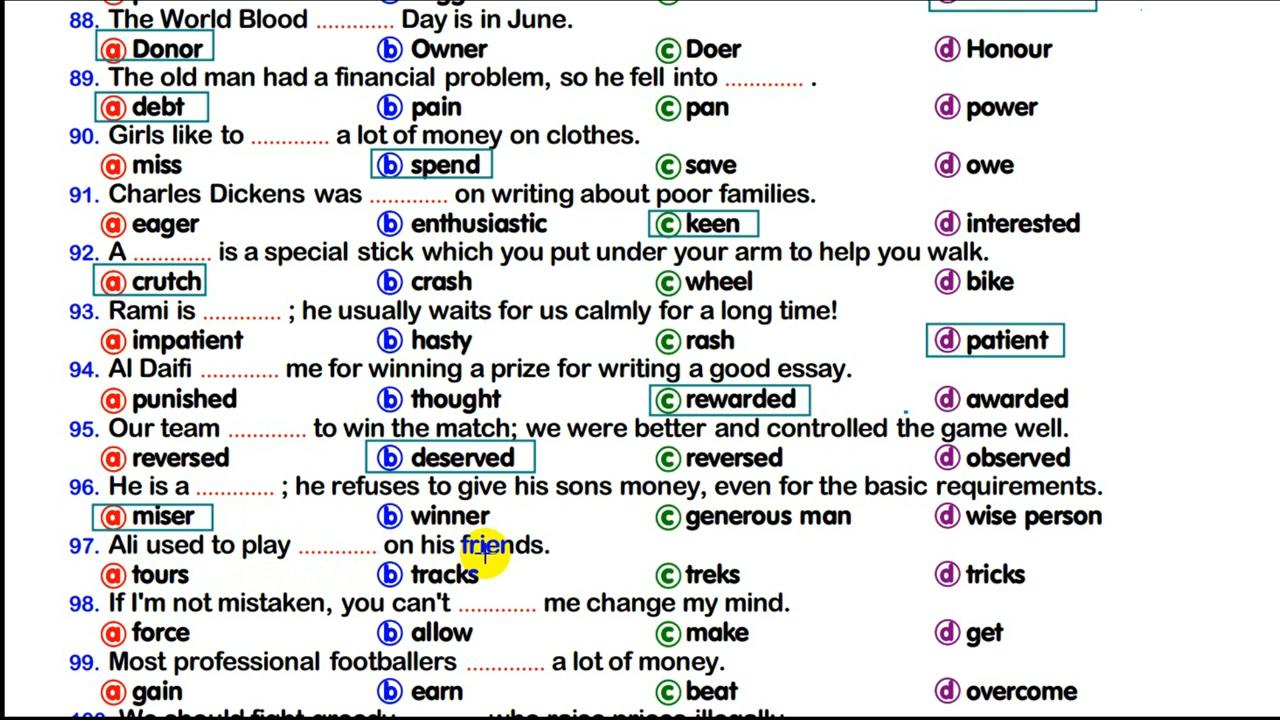 88. The World Blood ............ Day is in June.
a Donor b Owner c Doer d Honour
89. The old man had a financial problem, so he fell into ............ .
a debt b pain c pan d power
90. Girls like to ............ a lot of money on clothes.
a miss b spend c save d owe
91. Charles Dickens was ............ on writing about poor families.
a eager b enthusiastic c keen d interested
92. A ............ is a special stick which you put under your arm to help you walk.
a crutch b crash c wheel d bike
93. Rami is ............ ; he usually waits for us calmly for a long time!
a impatient b hasty c rash d patient
94. Al Daifi ............ me for winning a prize for writing a good essay.
a punished b thought c rewarded d awarded
95. Our team ............ to win the match; we were better and controlled the game well.
a reversed b deserved c reversed d observed
96. He is a ............ ; he refuses to give his sons money, even for the basic requirements.
a miser b winner c generous man d wise person
97. Ali used to play ............ on his friends.
a tours b tracks c treks d tricks
98. If I'm not mistaken, you can't ............ me change my mind.
a force b allow c make d get
99. Most professional footballers ............ a lot of money.
a gain b earn c beat d overcome
100. We should fight greedy ............ who raise prices illegally.